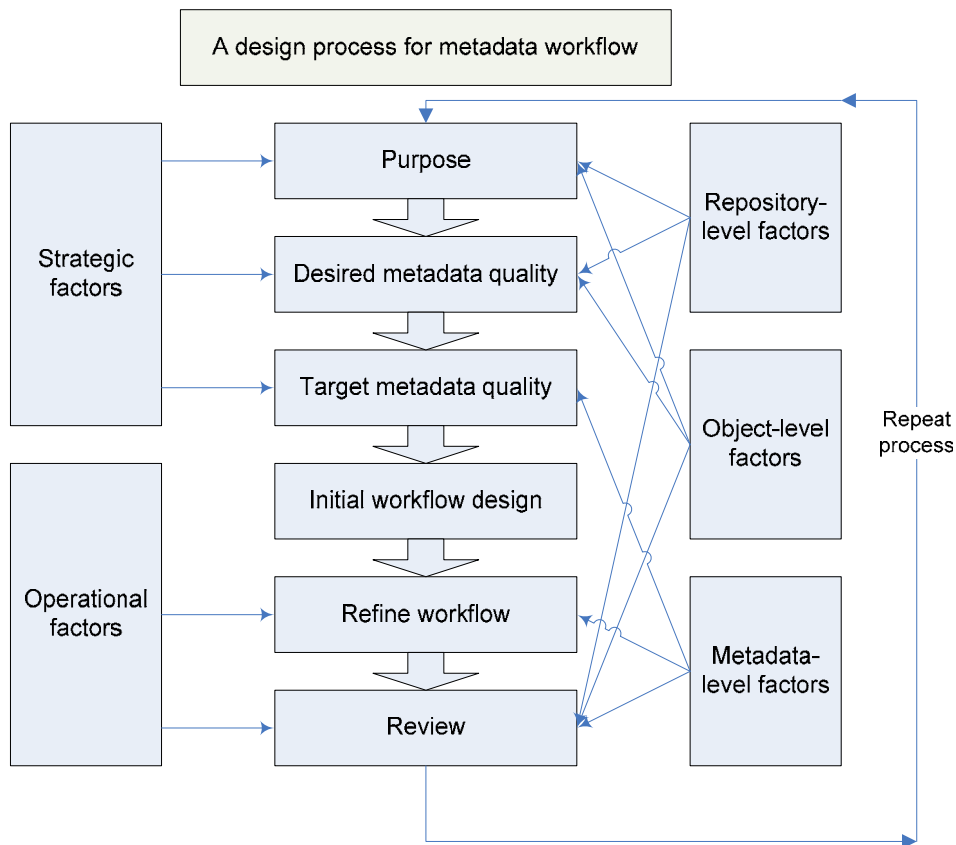 A design process for metadata workflow
Purpose
Desired metadata quality
Target metadata quality
Initial workflow design
Refine workflow
Review
Strategic
factors
Operational
factors
Repository-
level factors
Object-level
factors
Metadata-
level factors
Repeat
process